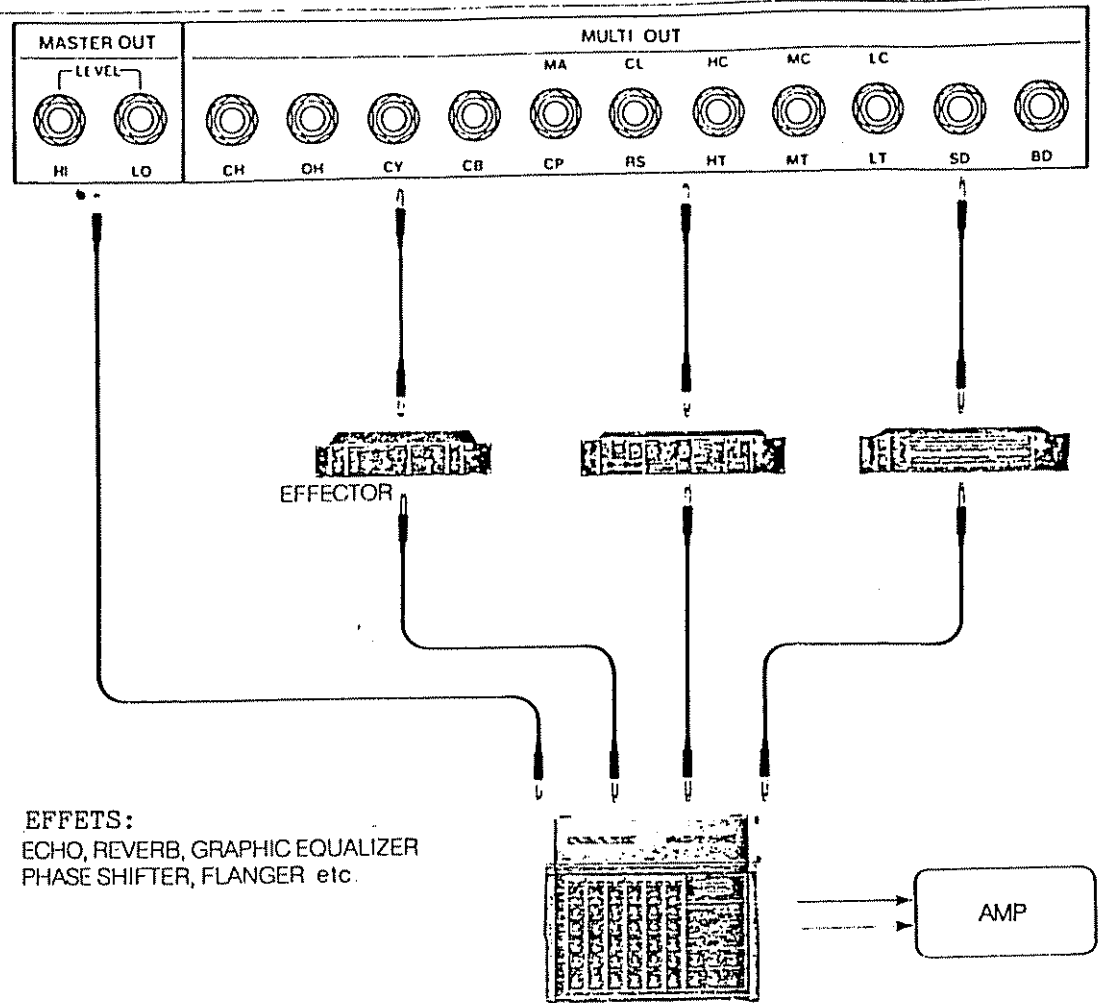 MASTER OUT
MULTI OUT
LEVEL
MA CL HC MC LC
HI LO CH OH CY CB CP RS HT MT LT SD BD
EFFECTOR
EFFETS:
ECHO, REVERB, GRAPHIC EQUALIZER
PHASE SHIFTER, FLANGER etc.
AMP